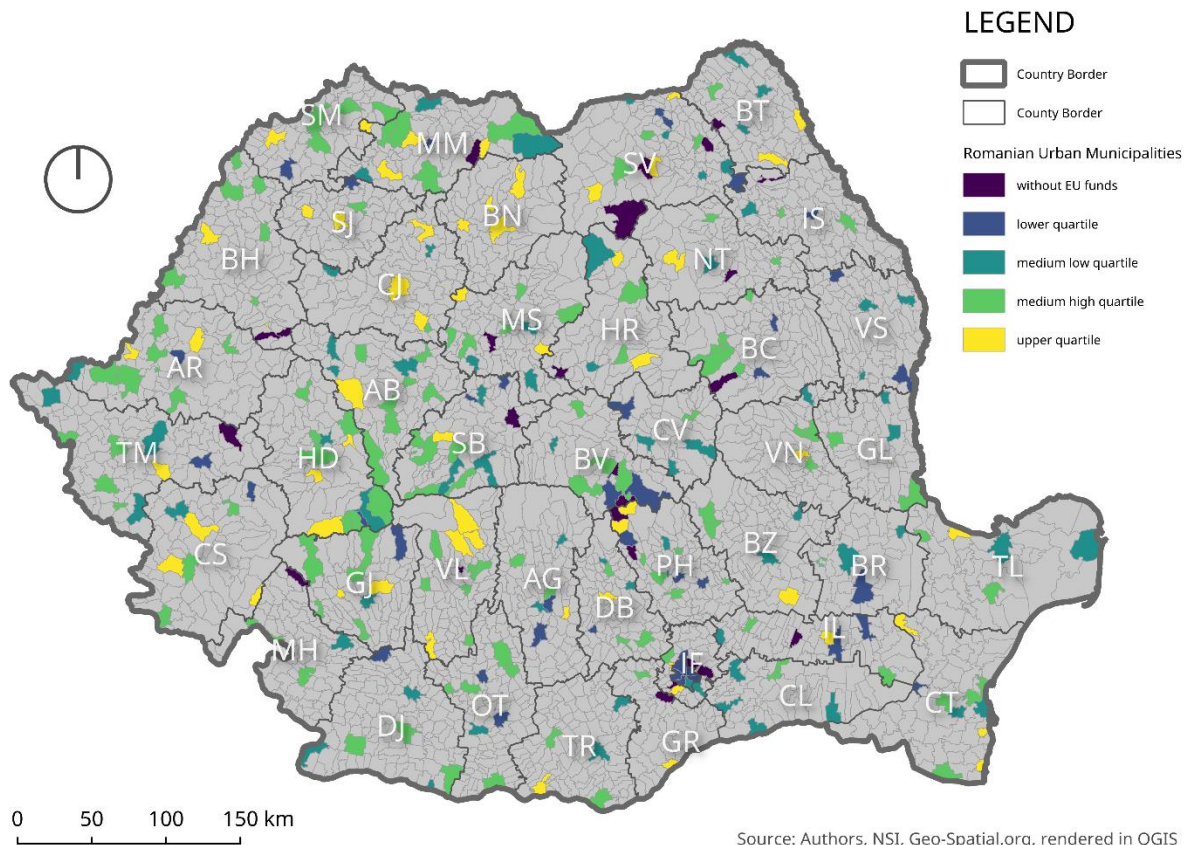 LEGEND
Country Border
County Border
Romanian Urban Municipalities
without EU funds
lower quartile
medium low quartile
medium high quartile
upper quartile
SM
MM
BT
SV
SJ
BN
IS
BH
CJ
NT
MS
HR
BC
VS
AR
AB
TM
HD
SB
BV
CV
VN
GL
CS
GJ
VL
AG
PH
BZ
BR
TL
DB
MH
IF
IL
OT
CL
CT
DJ
TR
GR
0 50 100 150 km
Source: Authors, NSI, Geo-Spatial.org, rendered in QGIS